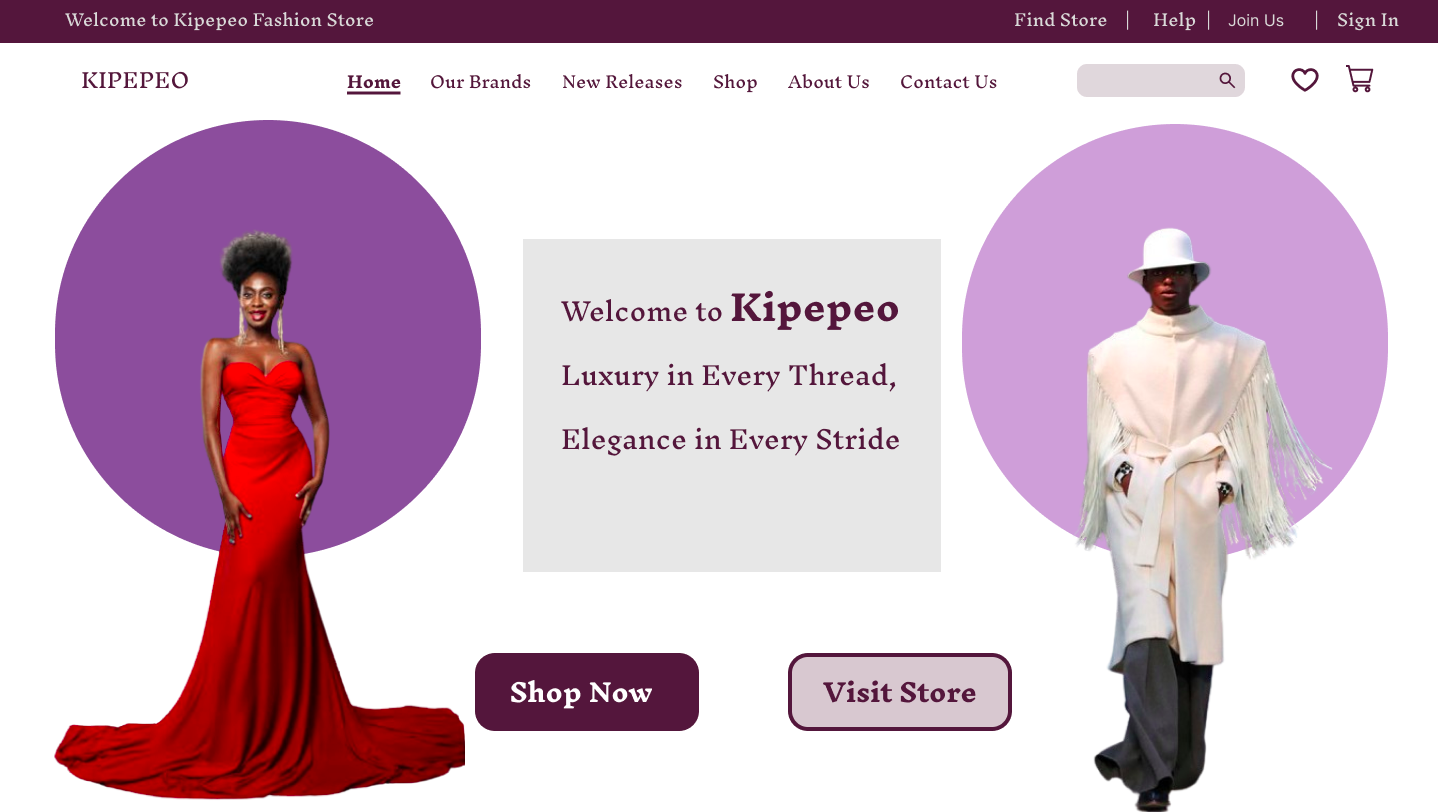 Welcome to Kipepeo Fashion Store
Find Store | Help | Join Us | Sign In
KIPEPEO
Home Our Brands New Releases Shop About Us Contact Us
Welcome to Kipepeo
Luxury in Every Thread,
Elegance in Every Stride
Shop Now
Visit Store